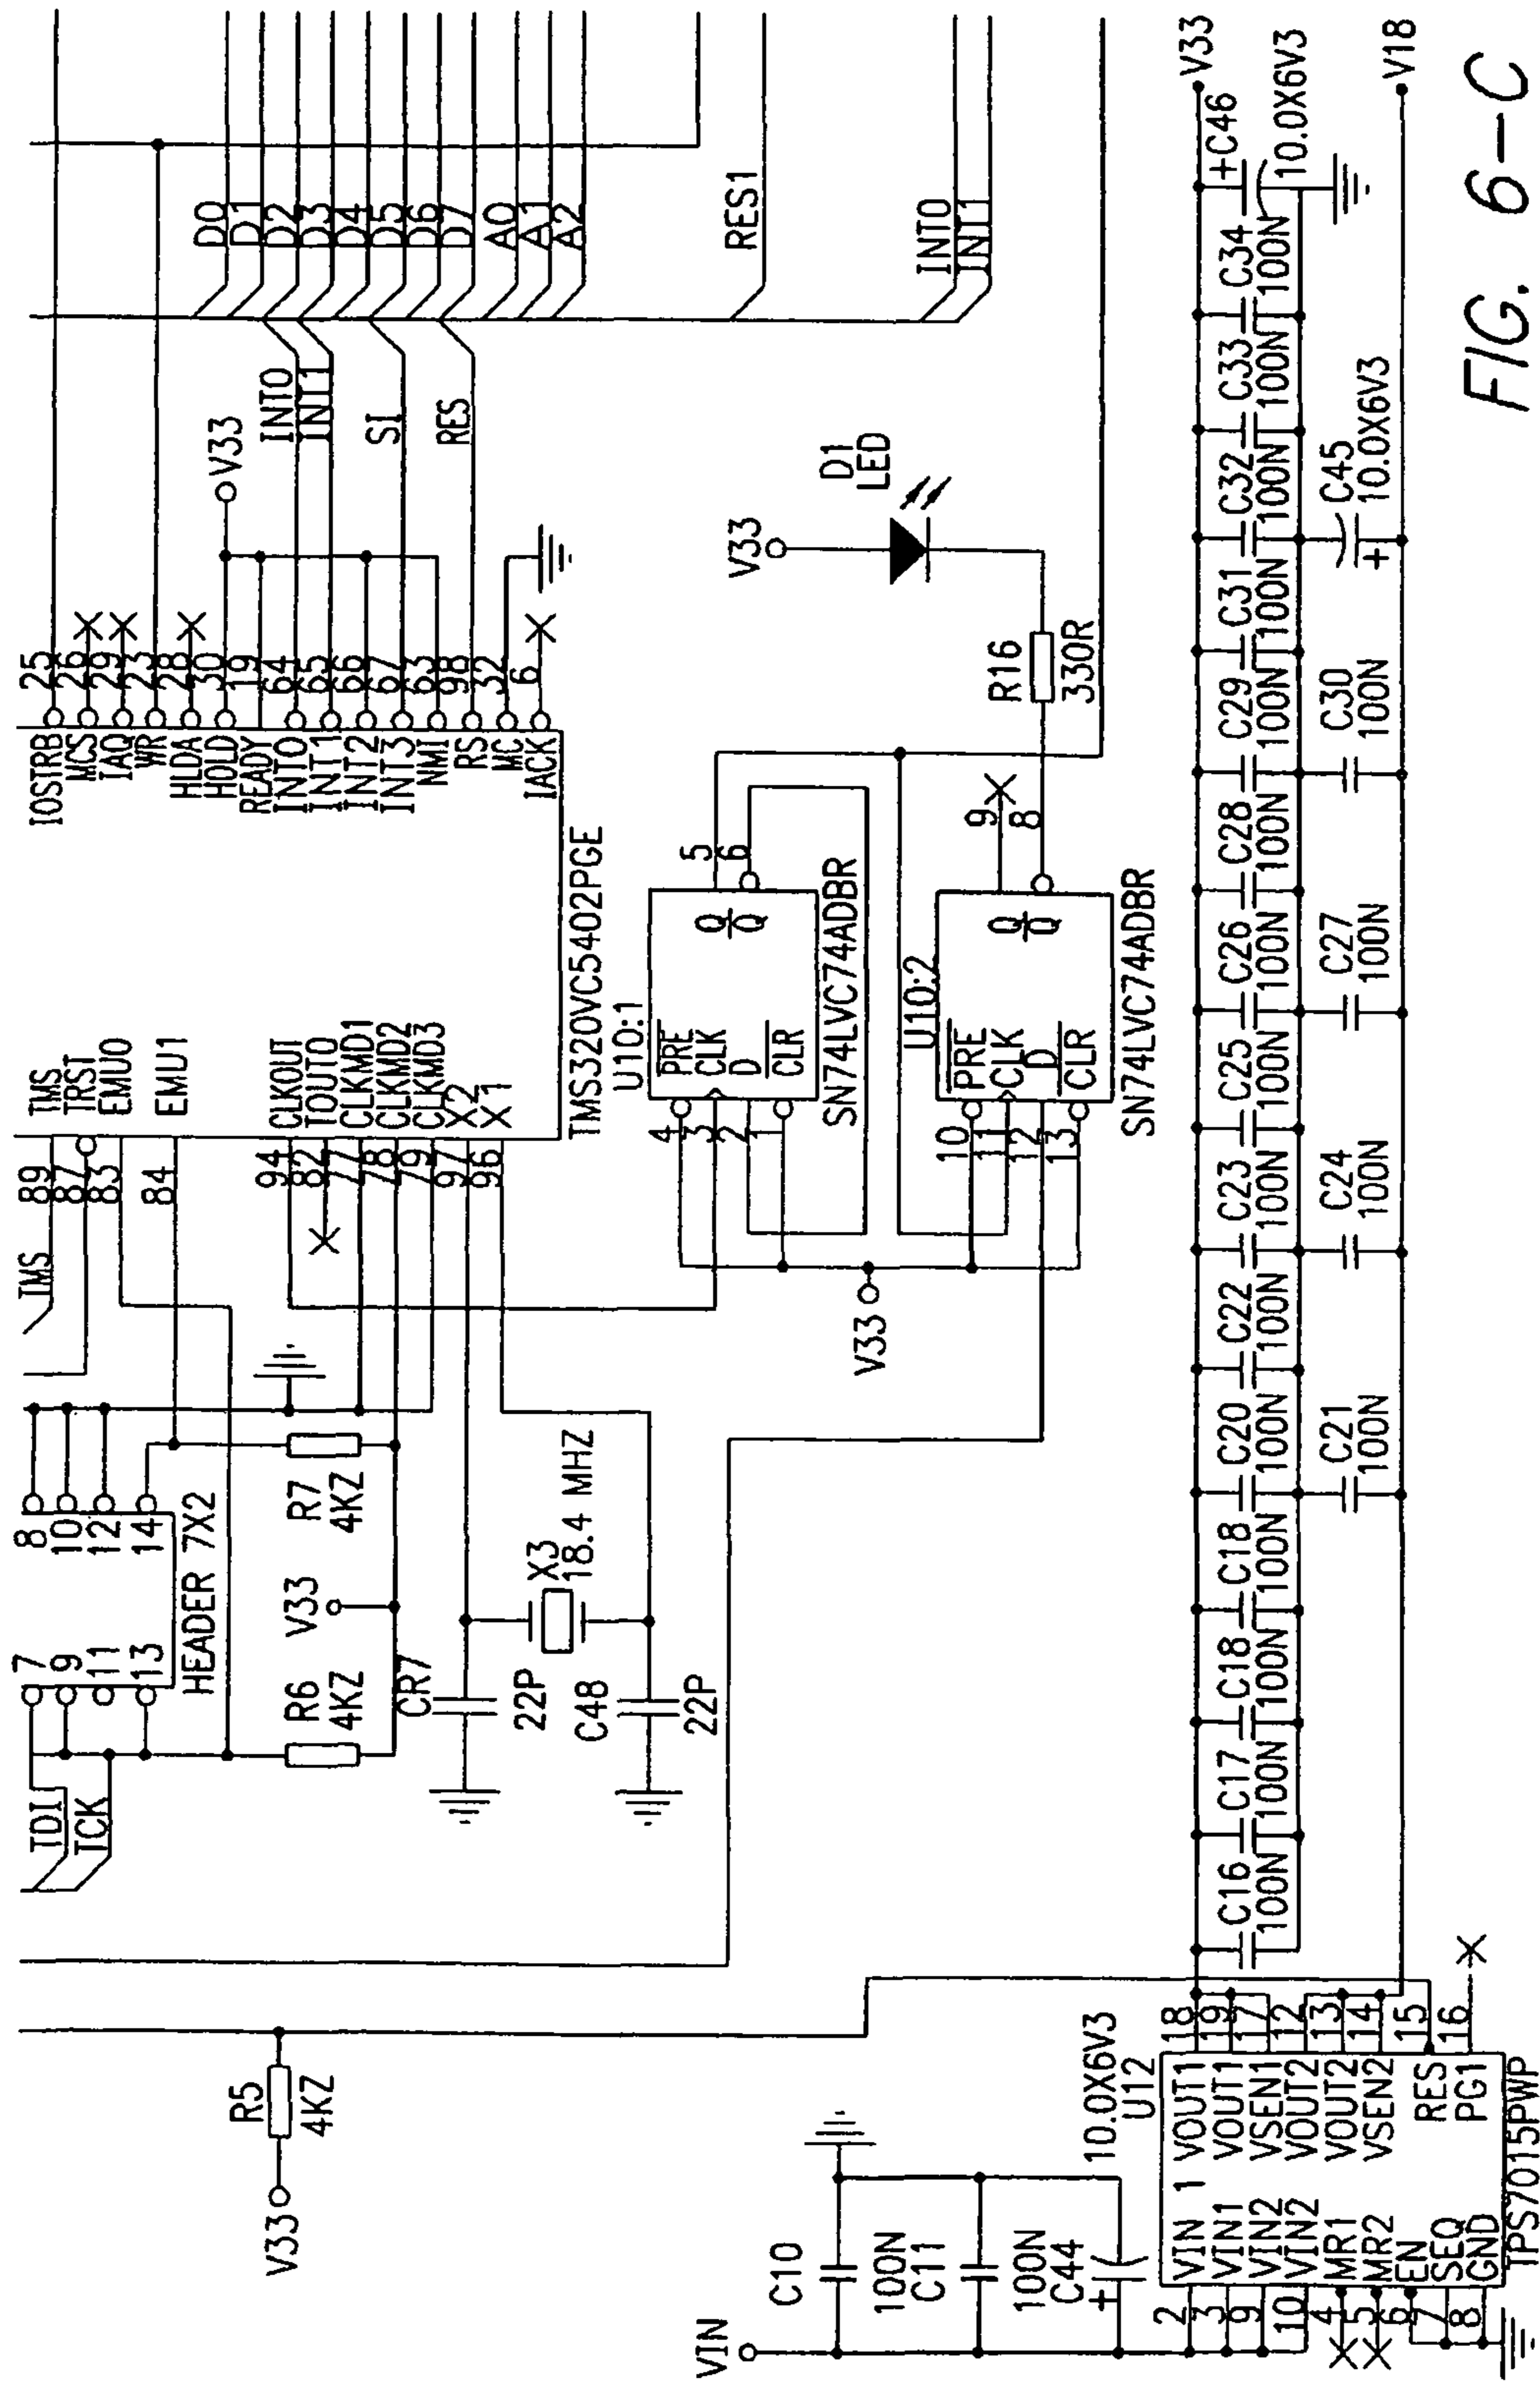 TMS
89
87
83
84
TMS
TRST
EMU0
EMU1
94
82
77
78
79
97
96
CLKOUT
TOUT0
CLKMD1
CLKMD2
CLKMD3
X2
X1
IOSTRB
MCS
IAQ
WR
HLDA
HOLD
READY
INT0
INT1
INT2
INT3
NMI
RS
MC
IACK
25
26
29
23
28
30
19
64
65
66
67
63
98
32
6
TMS320VC5402PGE
V33
INT0
INT1
SI
RES
D0
D1
D2
D3
D4
D5
D6
D7
A0
A1
A2
RES1
INT0
INT1
TDI
TCK
7
9
11
13
8
10
12
14
HEADER 7X2
R6
4KZ
V33
R7
4KZ
CR7
22P
X3
18.4 MHZ
C48
22P
R5
4KZ
V33
U10:1
4
3
2
1
PRE
CLK
D
CLR
Q
Q
5
6
SN74LVC74ADBR
V33
U10:2
10
11
12
13
PRE
CLK
D
CLR
Q
Q
9
8
SN74LVC74ADBR
R16
330R
V33
D1
LED
VIN
C10
100N
C11
100N
C44
10.0X6V3
U12
2
3
9
10
4
5
6
7
8
VIN 1
VIN1
VIN2
VIN2
MR1
MR2
EN
SEQ
GND
VOUT1
VOUT1
VSEN1
VOUT2
VOUT2
VSEN2
RES
PG1
18
19
17
12
13
14
15
16
TPS7015PWP
C16
100N
C17
100N
C18
100N
C18
100N
C20
100N
C22
100N
C23
100N
C25
100N
C26
100N
C28
100N
C29
100N
C31
100N
C32
100N
C33
100N
C34
100N
+C46
10.0X6V3
V33
C21
100N
C24
100N
C27
100N
C30
100N
C45
10.0X6V3
+
V18
FIG. 6-C